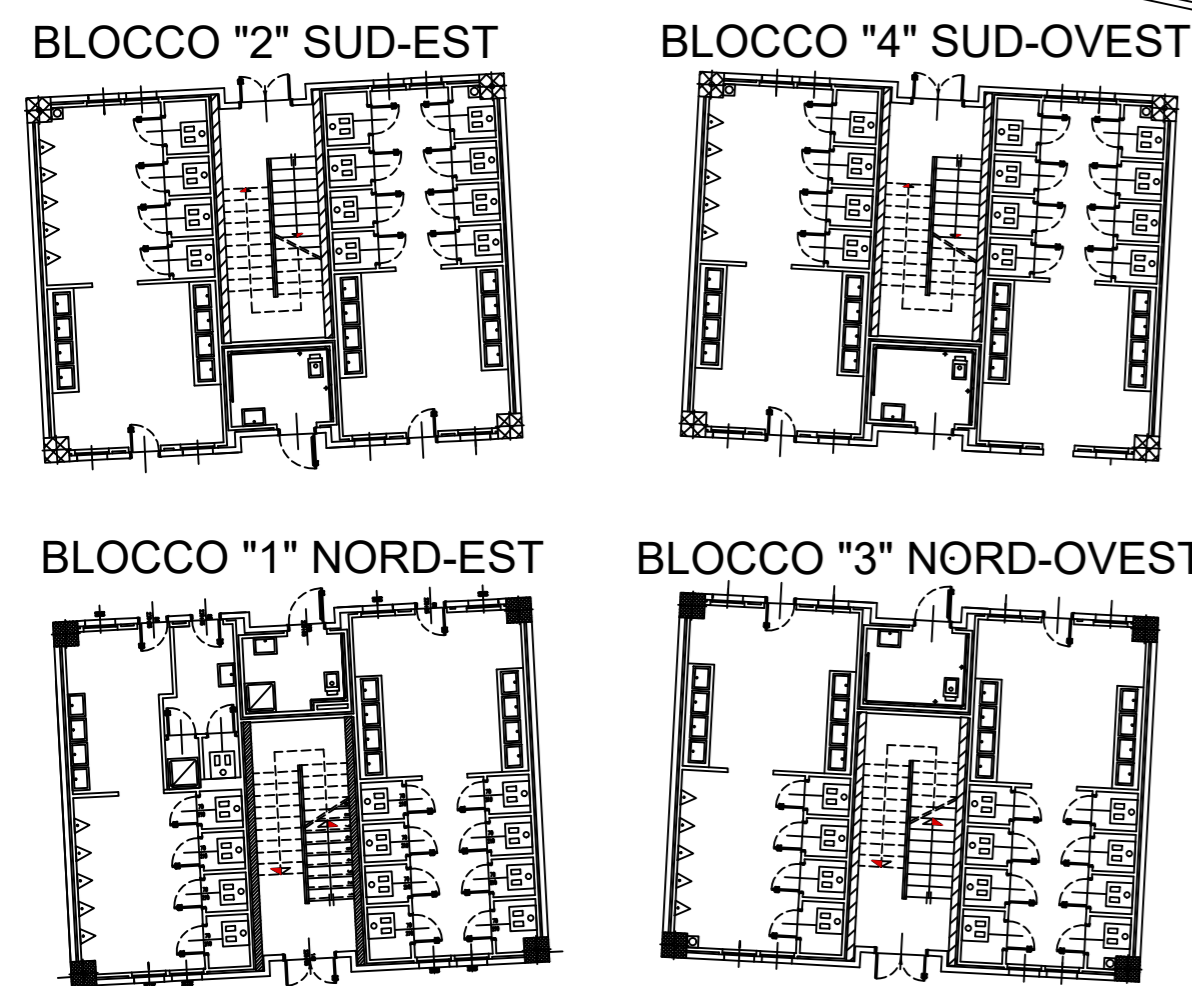 BLOCCO "2" SUD-EST
BLOCCO "4" SUD-OVEST
BLOCCO "1" NORD-EST
BLOCCO "3" NORD-OVEST